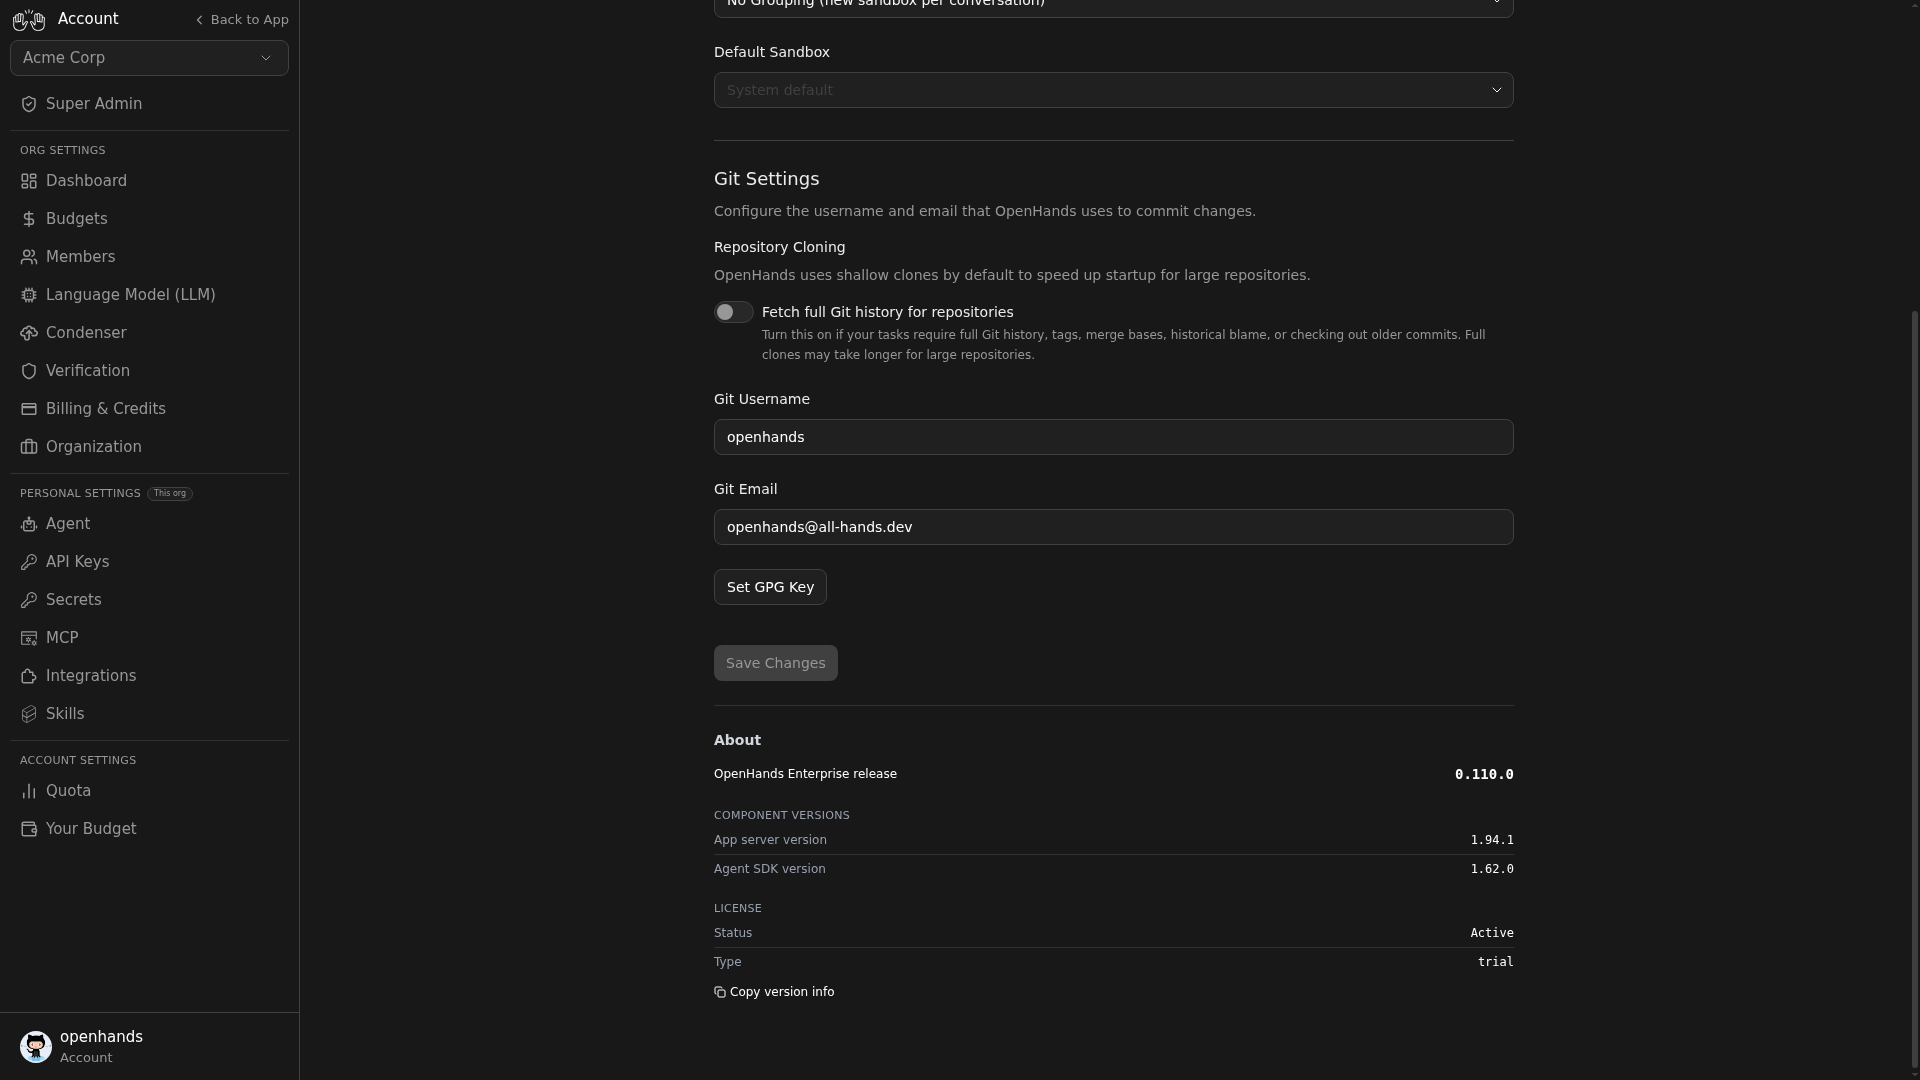 Account
Back to App
Acme Corp
Super Admin
ORG SETTINGS
Dashboard
Budgets
Members
Language Model (LLM)
Condenser
Verification
Billing & Credits
Organization
PERSONAL SETTINGS This org
Agent
API Keys
Secrets
MCP
Integrations
Skills
ACCOUNT SETTINGS
Quota
Your Budget
openhands
Account
No Grouping (new sandbox per conversation)
Default Sandbox
System default
Git Settings
Configure the username and email that OpenHands uses to commit changes.
Repository Cloning
OpenHands uses shallow clones by default to speed up startup for large repositories.
Fetch full Git history for repositories
Turn this on if your tasks require full Git history, tags, merge bases, historical blame, or checking out older commits. Full
clones may take longer for large repositories.
Git Username
openhands
Git Email
openhands@all-hands.dev
Set GPG Key
Save Changes
About
OpenHands Enterprise release 0.110.0
COMPONENT VERSIONS
App server version 1.94.1
Agent SDK version 1.62.0
LICENSE
Status Active
Type trial
Copy version info